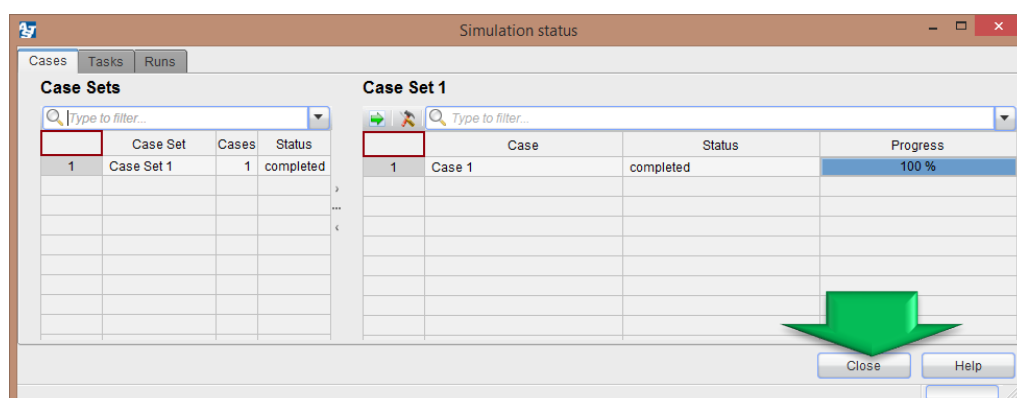 Simulation status
Cases Tasks Runs
Case Sets
Case Set 1
Type to filter...
Type to filter...
Case Set Cases Status
1 Case Set 1 1 completed
Case Status Progress
1 Case 1 completed 100 %
Close Help